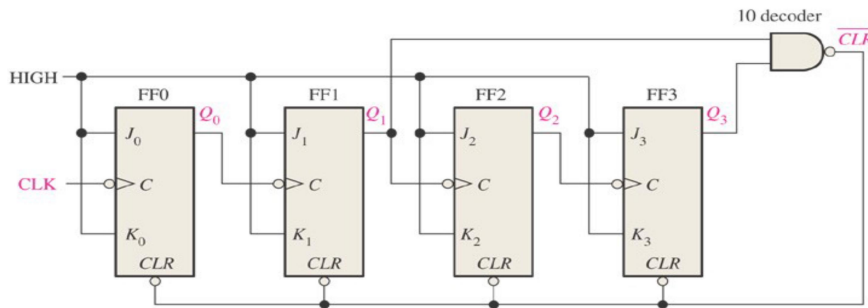 10 decoder
CLR
HIGH
FF0 FF1 FF2 FF3
Q0 Q1 Q2 Q3
J0 J1 J2 J3
CLK C C C C
K0 K1 K2 K3
CLR CLR CLR CLR